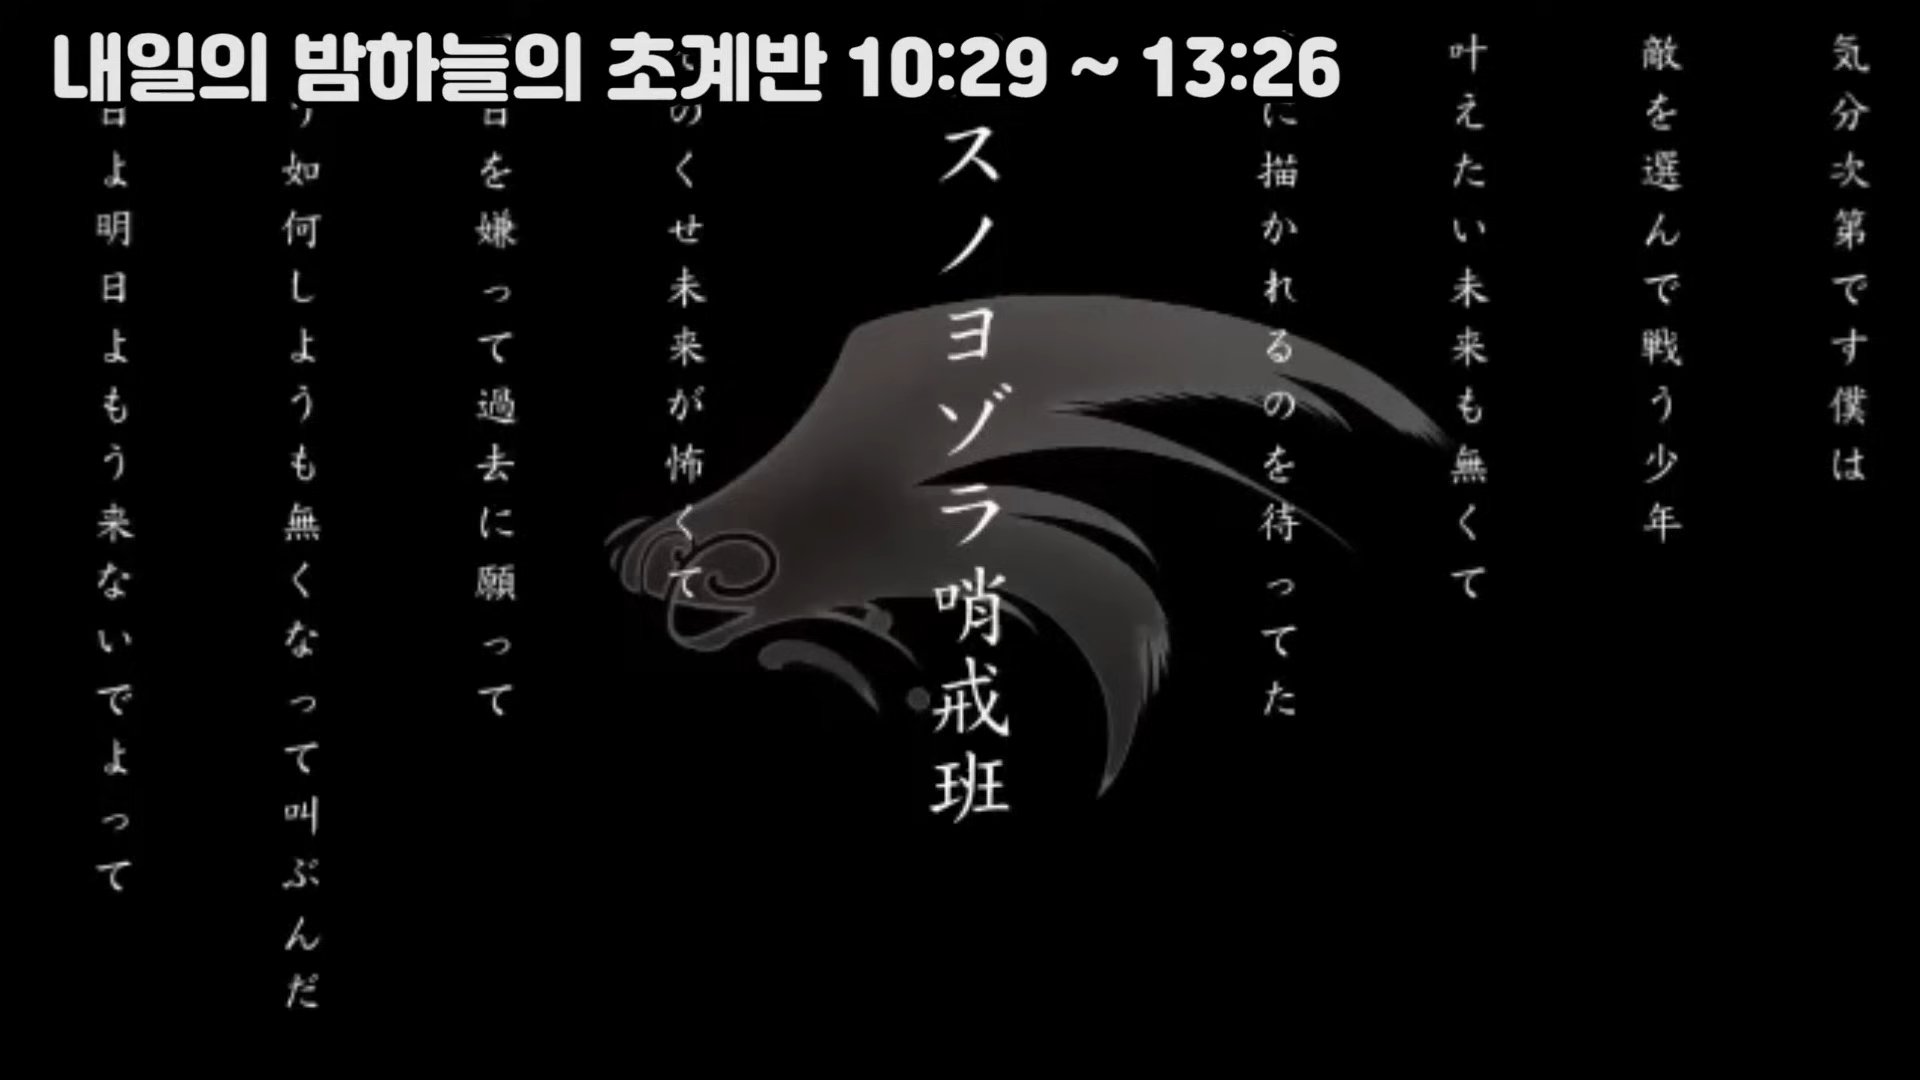 내일의 밤하늘의 초계반 10:29 ~ 13:26
気分次第です僕は
敵を選んで戦う少年
叶えたい未来も無くて
に描かれるのを待ってた
スノヨゾラ哨戒班
のくせ未来が怖くて
日を嫌って過去に願って
う如何しようも無くなって叫ぶんだ
日よ明日よもう来ないでよって